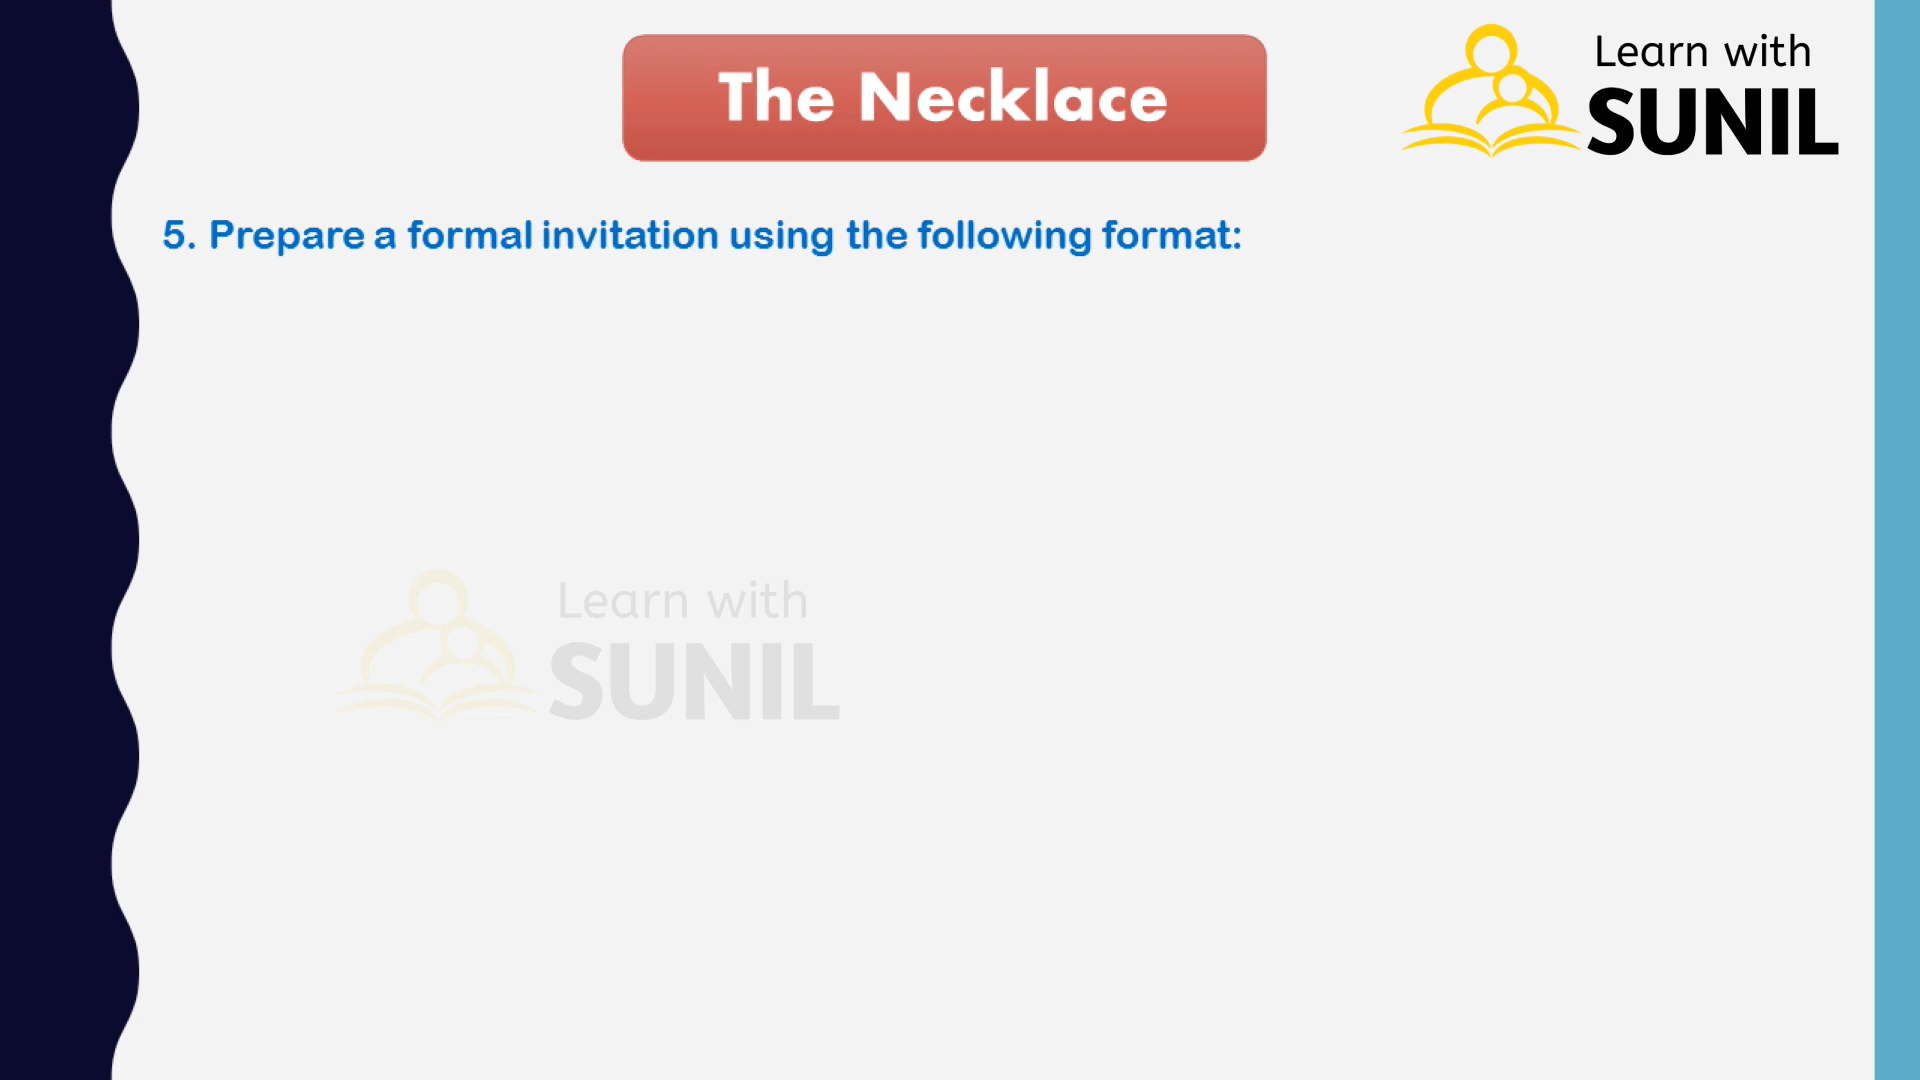 The Necklace
Learn with
SUNIL
5. Prepare a formal invitation using the following format:
Learn with
SUNIL